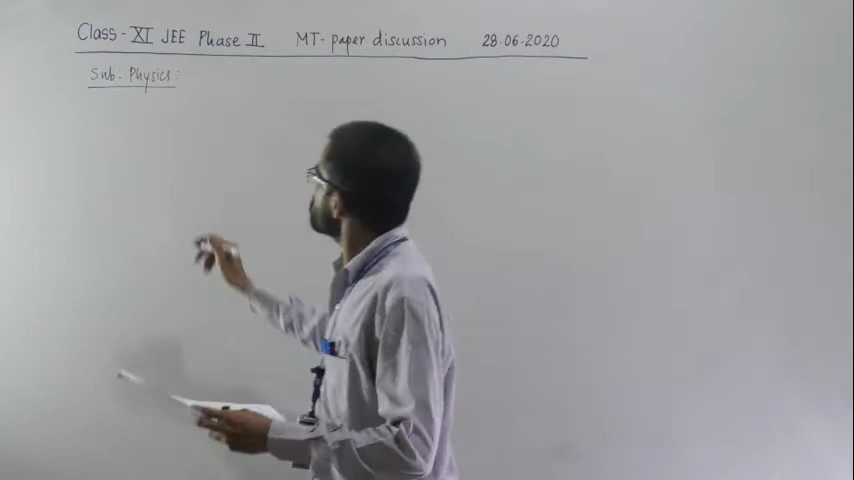 Class - XI JEE Phase II MT- paper discussion 28.06.2020
Sub: Physics: